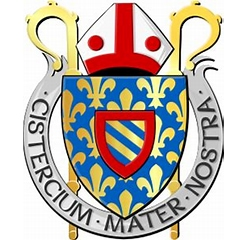 · CISTERCIUM · MATER · NOSTRA ·